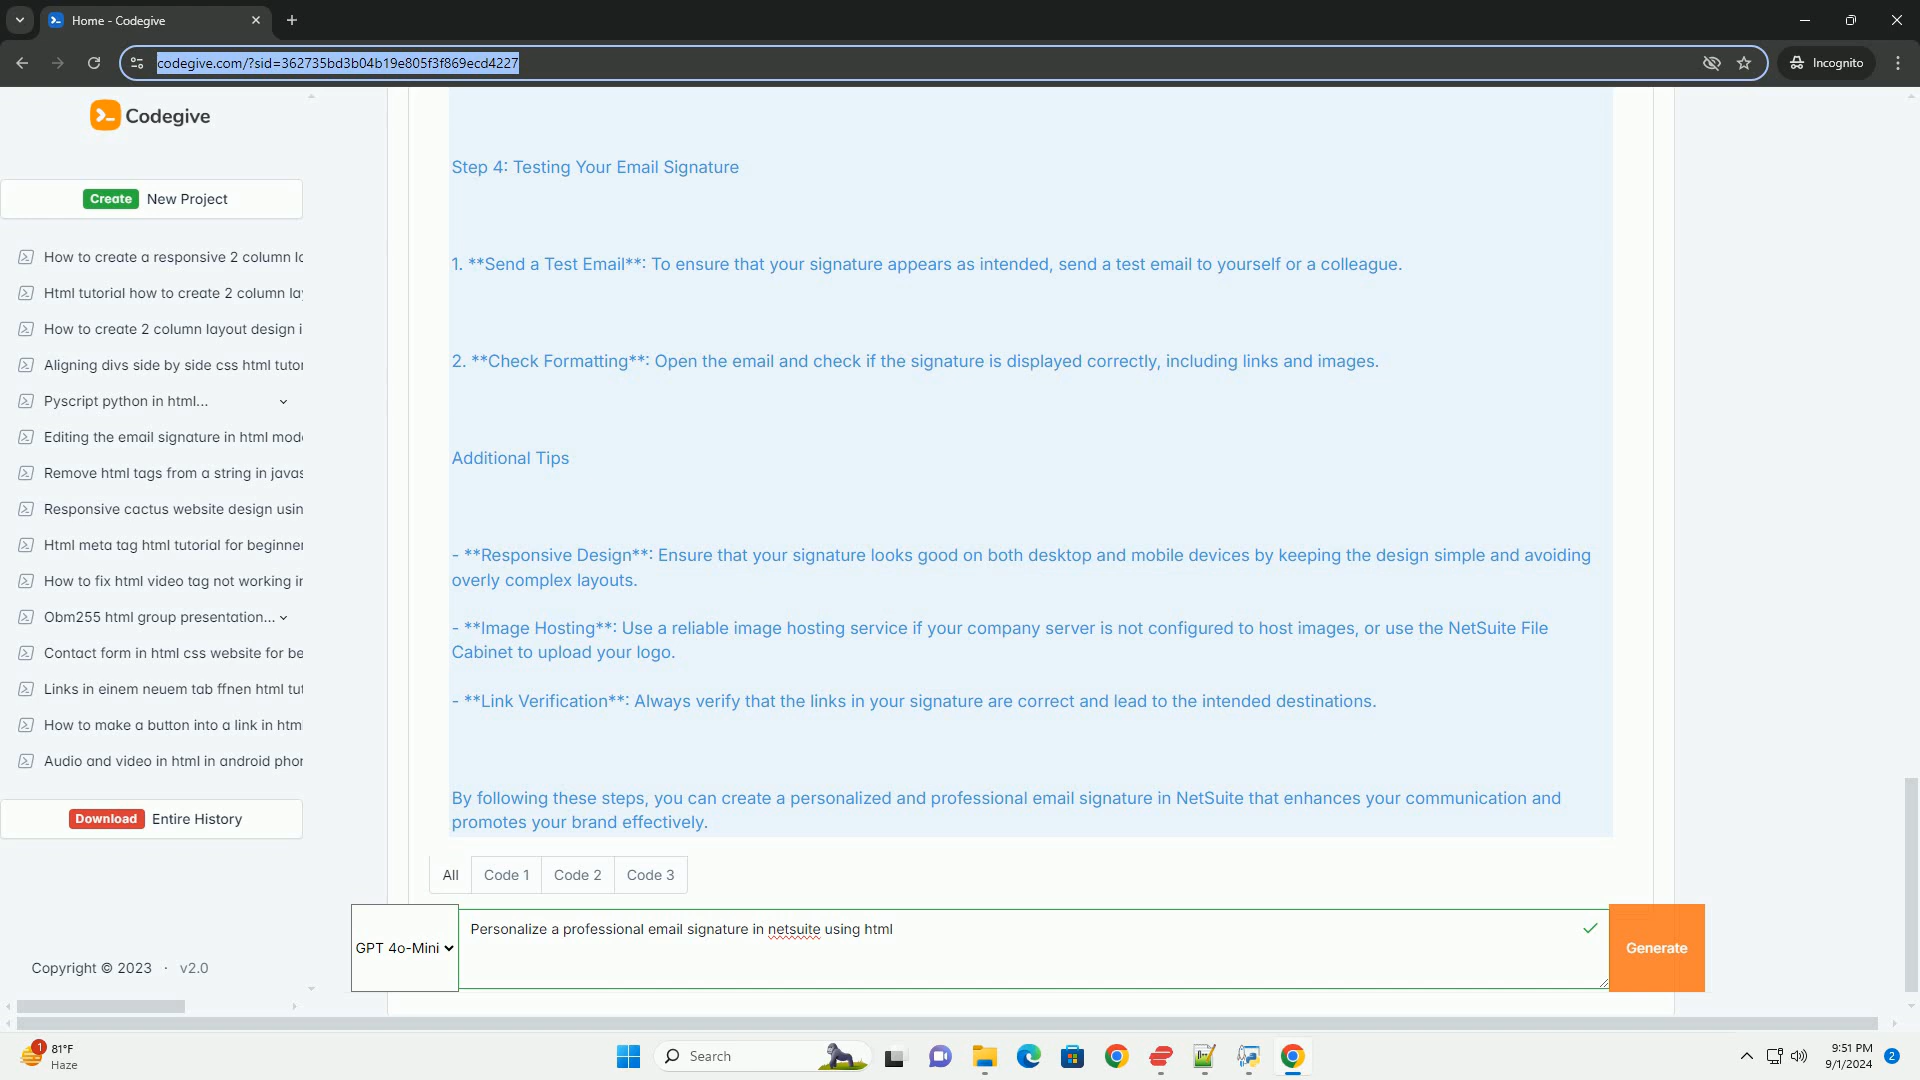 Home - Codegive
codegive.com/?sid=362735bd3b04b19e805f3f869ecd4227
Incognito
Codegive
Create New Project
How to create a responsive 2 column lo
Html tutorial how to create 2 column la
How to create 2 column layout design i
Aligning divs side by side css html tutor
Pyscript python in html...
Editing the email signature in html mod
Remove html tags from a string in javas
Responsive cactus website design usin
Html meta tag html tutorial for beginner
How to fix html video tag not working in
Obm255 html group presentation...
Contact form in html css website for be
Links in einem neuem tab ffnen html tut
How to make a button into a link in htm
Audio and video in html in android phor
Download Entire History
Copyright © 2023 · v2.0
Step 4: Testing Your Email Signature
1. **Send a Test Email**: To ensure that your signature appears as intended, send a test email to yourself or a colleague.
2. **Check Formatting**: Open the email and check if the signature is displayed correctly, including links and images.
Additional Tips
- **Responsive Design**: Ensure that your signature looks good on both desktop and mobile devices by keeping the design simple and avoiding
overly complex layouts.
- **Image Hosting**: Use a reliable image hosting service if your company server is not configured to host images, or use the NetSuite File
Cabinet to upload your logo.
- **Link Verification**: Always verify that the links in your signature are correct and lead to the intended destinations.
By following these steps, you can create a personalized and professional email signature in NetSuite that enhances your communication and
promotes your brand effectively.
All Code 1 Code 2 Code 3
GPT 4o-Mini
Personalize a professional email signature in netsuite using html
Generate
1
81°F
Haze
Search
9:51 PM
9/1/2024
2